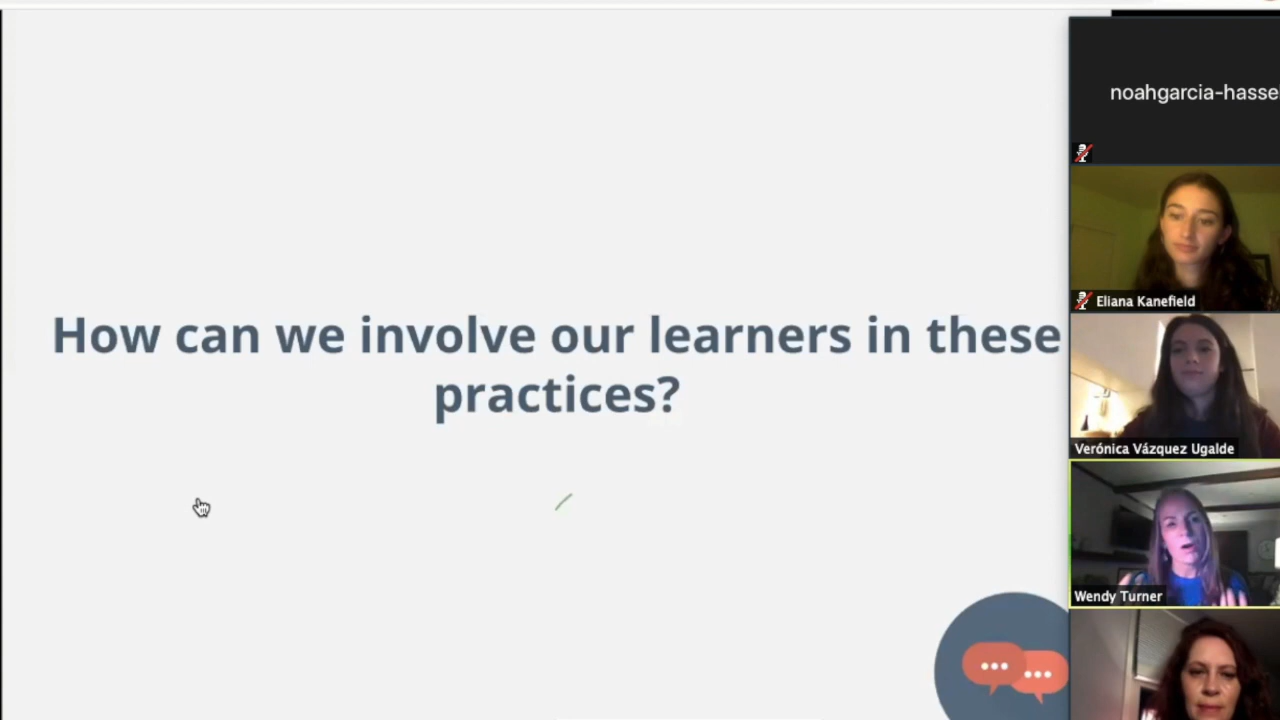 How can we involve our learners in these
practices?
noahgarcia-hasse
Eliana Kanefield
Verónica Vázquez Ugalde
Wendy Turner